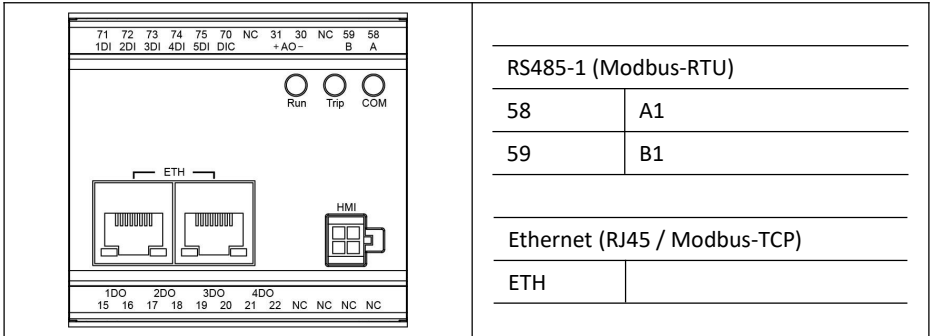 71 72 73 74 75 70 NC 31 30 NC 59 58
1DI 2DI 3DI 4DI 5DI DIC +AO- B A
Run Trip COM
ETH
HMI
1DO 2DO 3DO 4DO
15 16 17 18 19 20 21 22 NC NC NC NC
RS485-1 (Modbus-RTU)
58 A1
59 B1
Ethernet (RJ45 / Modbus-TCP)
ETH